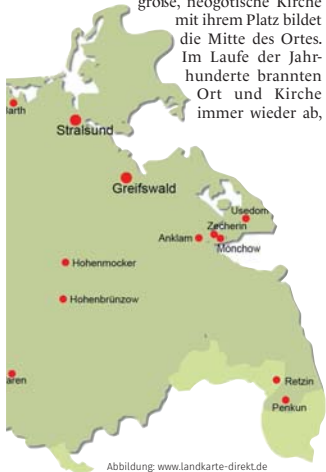 große, neogotische Kirche
mit ihrem Platz bildet
die Mitte des Ortes.
Im Laufe der Jahr-
hunderte brannten
Ort und Kirche
immer wieder ab,
arth
Stralsund
Greifswald
Usedom
Zecherin
Anklam
Mönchow
Hohenmocker
Hohenbrünzow
aren
Retzin
Penkun
Abbildung: www.landkarte-direkt.de